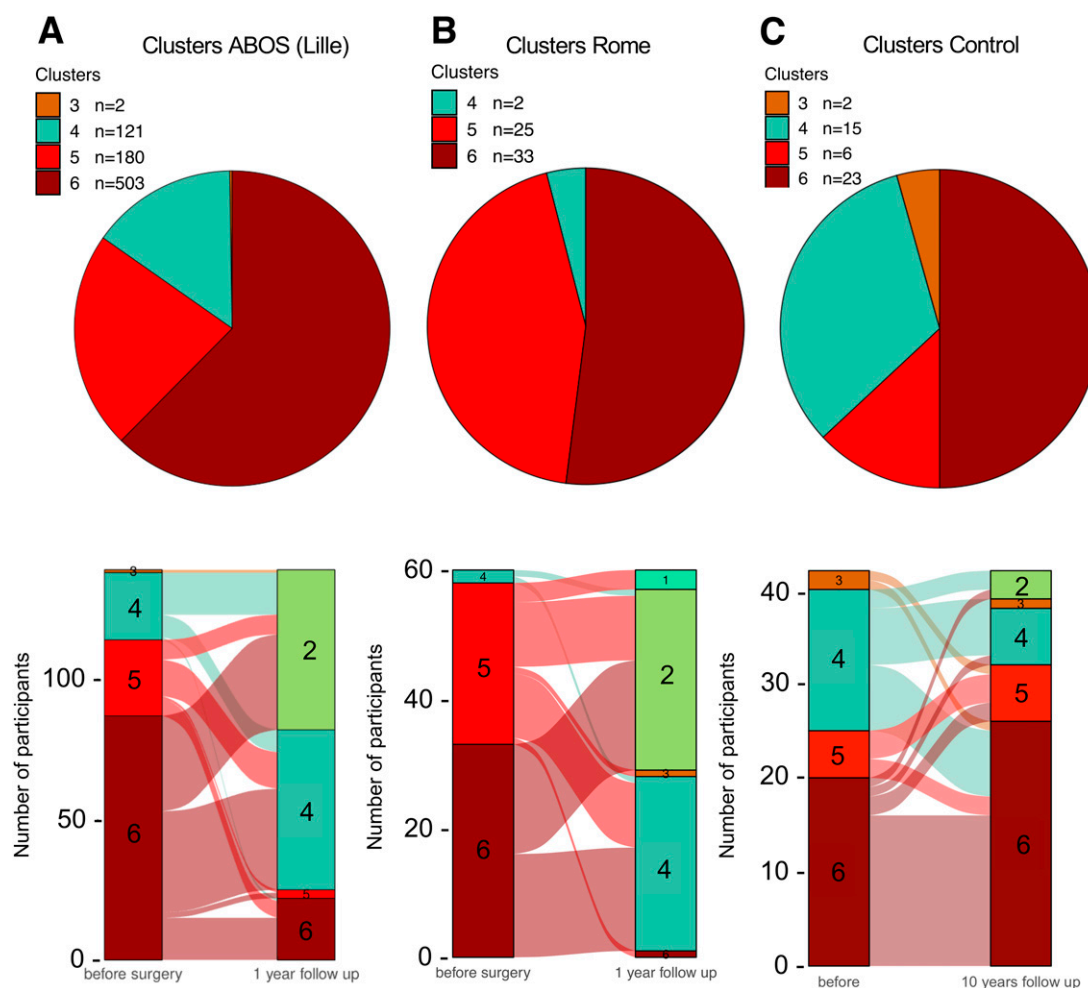 A
Clusters ABOS (Lille)
Clusters
3 n=2
4 n=121
5 n=180
6 n=503
B
Clusters Rome
Clusters
4 n=2
5 n=25
6 n=33
C
Clusters Control
Clusters
3 n=2
4 n=15
5 n=6
6 n=23
Number of participants
100 -
50 -
0 -
3
4
5
6
2
4
5
6
before surgery
1 year follow up
Number of participants
60 -
40 -
20 -
0 -
4
5
6
1
2
3
4
6
before surgery
1 year follow up
Number of participants
40 -
30 -
20 -
10 -
0 -
3
4
5
6
2
3
4
5
6
before
10 years follow up